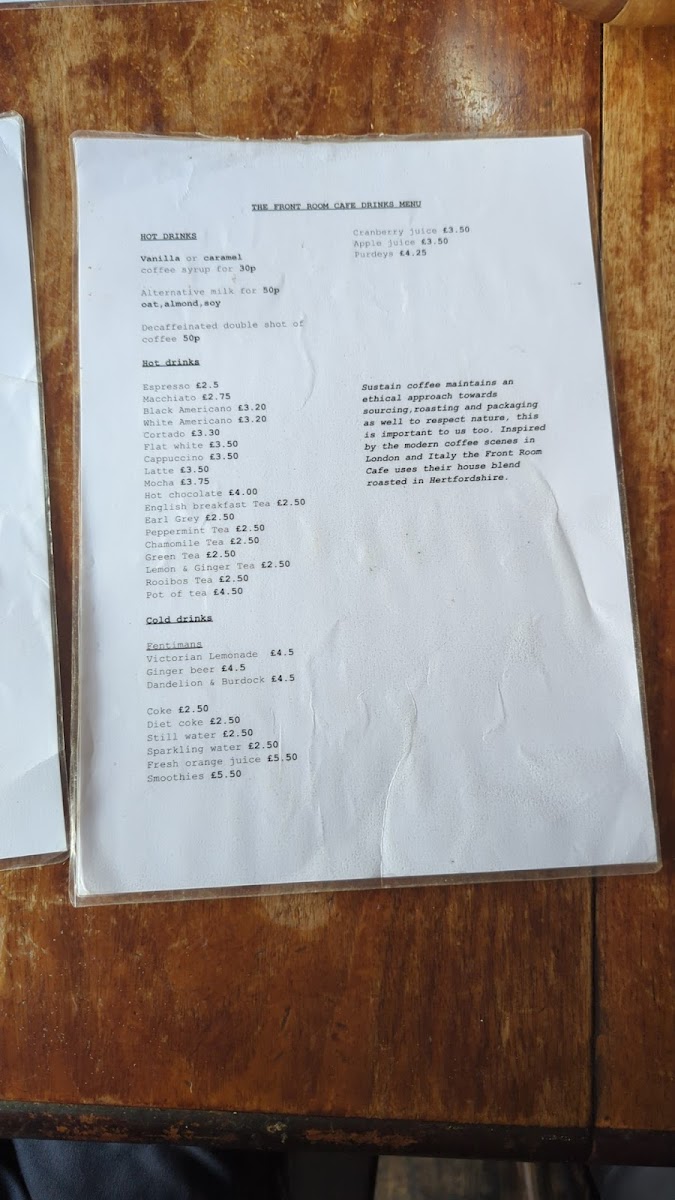 THE FRONT ROOM CAFE DRINKS MENU
HOT DRINKS
Vanilla or caramel
coffee syrup for 30p
Alternative milk for 50p
oat,almond,soy
Decaffeinated double shot of
coffee 50p
Hot drinks
Espresso £2.5
Macchiato £2.75
Black Americano £3.20
White Americano £3.20
Cortado £3.30
Flat white £3.50
Cappuccino £3.50
Latte £3.50
Mocha £3.75
Hot chocolate £4.00
English breakfast Tea £2.50
Earl Grey £2.50
Peppermint Tea £2.50
Chamomile Tea £2.50
Green Tea £2.50
Lemon & Ginger Tea £2.50
Rooibos Tea £2.50
Pot of tea £4.50
Cold drinks
Fentimans
Victorian Lemonade £4.5
Ginger beer £4.5
Dandelion & Burdock £4.5
Coke £2.50
Diet coke £2.50
Still water £2.50
Sparkling water £2.50
Fresh orange juice £5.50
Smoothies £5.50
Cranberry juice £3.50
Apple juice £3.50
Purdeys £4.25
Sustain coffee maintains an
ethical approach towards
sourcing,roasting and packaging
as well to respect nature, this
is important to us too. Inspired
by the modern coffee scenes in
London and Italy the Front Room
Cafe uses their house blend
roasted in Hertfordshire.